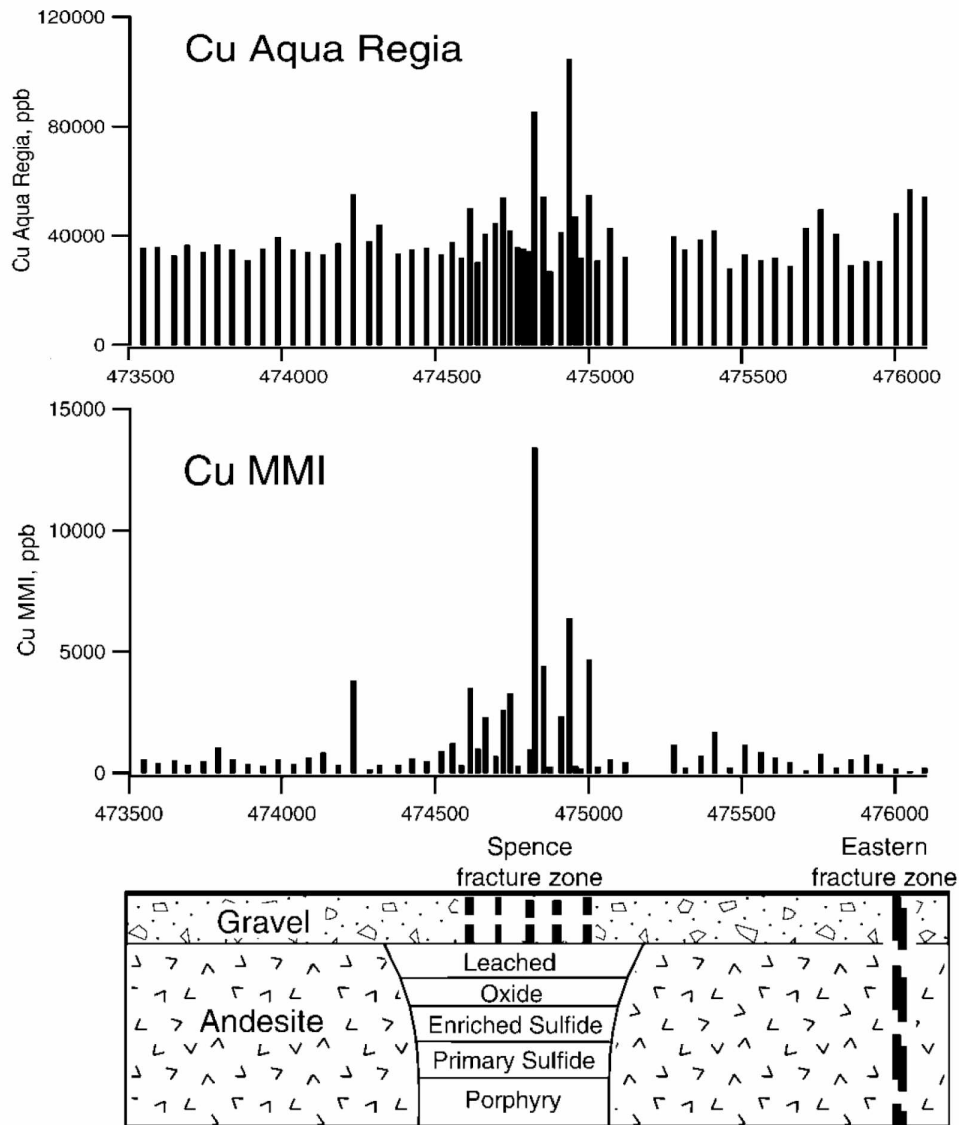 120000
Cu Aqua Regia
80000
40000
0
Cu Aqua Regia, ppb
473500 474000 474500 475000 475500 476000
15000
Cu MMI
10000
5000
0
Cu MMI, ppb
473500 474000 474500 475000 475500 476000
Spence Eastern
fracture zone fracture zone
Gravel
Leached
Oxide
Andesite
Enriched Sulfide
Primary Sulfide
Porphyry